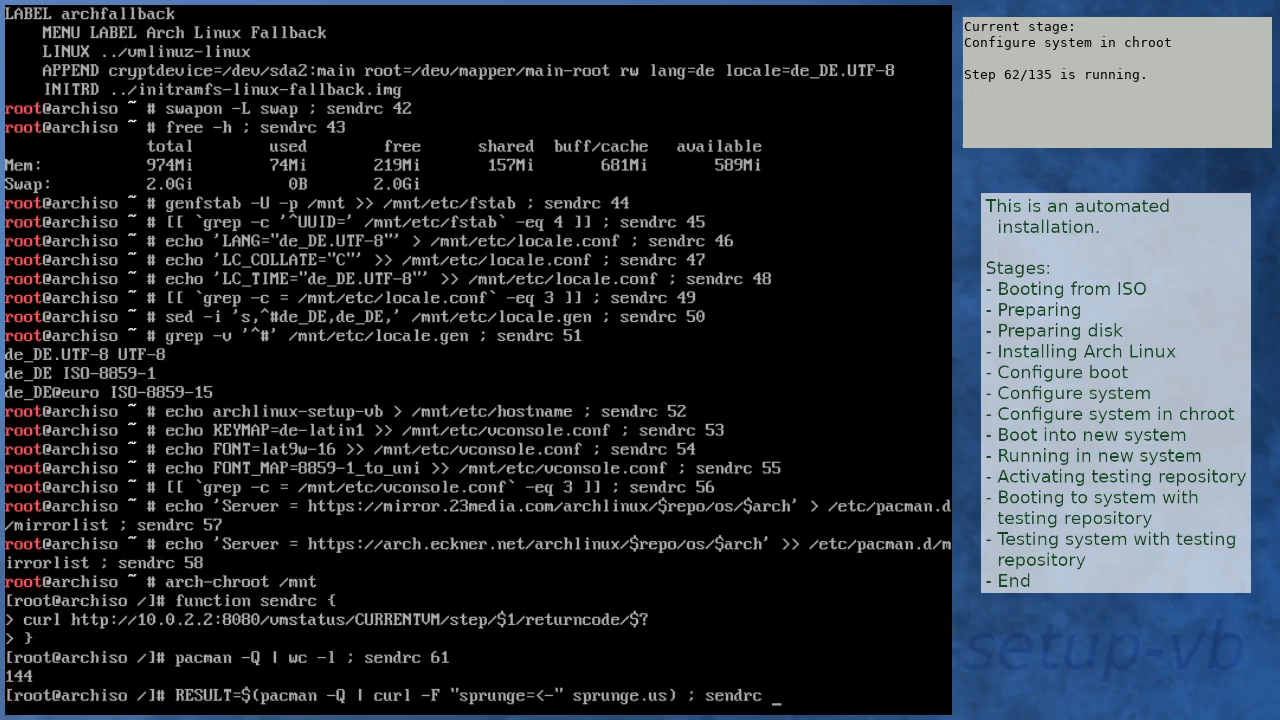 LABEL archfallback
    MENU LABEL Arch Linux Fallback
    LINUX ../vmlinuz-linux
    APPEND cryptdevice=/dev/sda2:main root=/dev/mapper/main-root rw lang=de locale=de_DE.UTF-8
    INITRD ../initramfs-linux-fallback.img
root@archiso ~ # swapon -L swap ; sendrc 42
root@archiso ~ # free -h ; sendrc 43
               total        used        free      shared  buff/cache   available
Mem:           974Mi        74Mi       219Mi       157Mi       681Mi       589Mi
Swap:          2.0Gi          0B       2.0Gi
root@archiso ~ # genfstab -U -p /mnt >> /mnt/etc/fstab ; sendrc 44
root@archiso ~ # [[ `grep -c '^UUID=' /mnt/etc/fstab` -eq 4 ]] ; sendrc 45
root@archiso ~ # echo 'LANG="de_DE.UTF-8"' > /mnt/etc/locale.conf ; sendrc 46
root@archiso ~ # echo 'LC_COLLATE="C"' >> /mnt/etc/locale.conf ; sendrc 47
root@archiso ~ # echo 'LC_TIME="de_DE.UTF-8"' >> /mnt/etc/locale.conf ; sendrc 48
root@archiso ~ # [[ `grep -c = /mnt/etc/locale.conf` -eq 3 ]] ; sendrc 49
root@archiso ~ # sed -i 's,^#de_DE,de_DE,' /mnt/etc/locale.gen ; sendrc 50
root@archiso ~ # grep -v '^#' /mnt/etc/locale.gen ; sendrc 51
de_DE.UTF-8 UTF-8
de_DE ISO-8859-1
de_DE@euro ISO-8859-15
root@archiso ~ # echo archlinux-setup-vb > /mnt/etc/hostname ; sendrc 52
root@archiso ~ # echo KEYMAP=de-latin1 >> /mnt/etc/vconsole.conf ; sendrc 53
root@archiso ~ # echo FONT=lat9w-16 >> /mnt/etc/vconsole.conf ; sendrc 54
root@archiso ~ # echo FONT_MAP=8859-1_to_uni >> /mnt/etc/vconsole.conf ; sendrc 55
root@archiso ~ # [[ `grep -c = /mnt/etc/vconsole.conf` -eq 3 ]] ; sendrc 56
root@archiso ~ # echo 'Server = https://mirror.23media.com/archlinux/$repo/os/$arch' > /etc/pacman.d
/mirrorlist ; sendrc 57
root@archiso ~ # echo 'Server = https://arch.eckner.net/archlinux/$repo/os/$arch' >> /etc/pacman.d/m
irrorlist ; sendrc 58
root@archiso ~ # arch-chroot /mnt
[root@archiso /]# function sendrc {
> curl http://10.0.2.2:8080/vmstatus/CURRENTVM/step/$1/returncode/$?
> }
[root@archiso /]# pacman -Q | wc -l ; sendrc 61
144
[root@archiso /]# RESULT=$(pacman -Q | curl -F "sprunge=<-" sprunge.us) ; sendrc _
Current stage:
Configure system in chroot
Step 62/135 is running.
This is an automated
installation.
Stages:
- Booting from ISO
- Preparing
- Preparing disk
- Installing Arch Linux
- Configure boot
- Configure system
- Configure system in chroot
- Boot into new system
- Running in new system
- Activating testing repository
- Booting to system with
testing repository
- Testing system with testing
repository
- End
-setup-vb